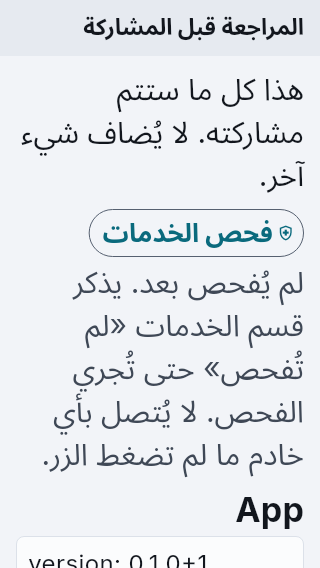 المراجعة قبل المشاركة
هذا كل ما ستتم
مشاركته. لا يُضاف شيء
آخر.
فحص الخدمات
لم يُفحص بعد. يذكر
قسم الخدمات «لم
تُفحص» حتى تُجري
الفحص. لا يُتصل بأي
خادم ما لم تضغط الزر.
App
version: 0.1.0+1